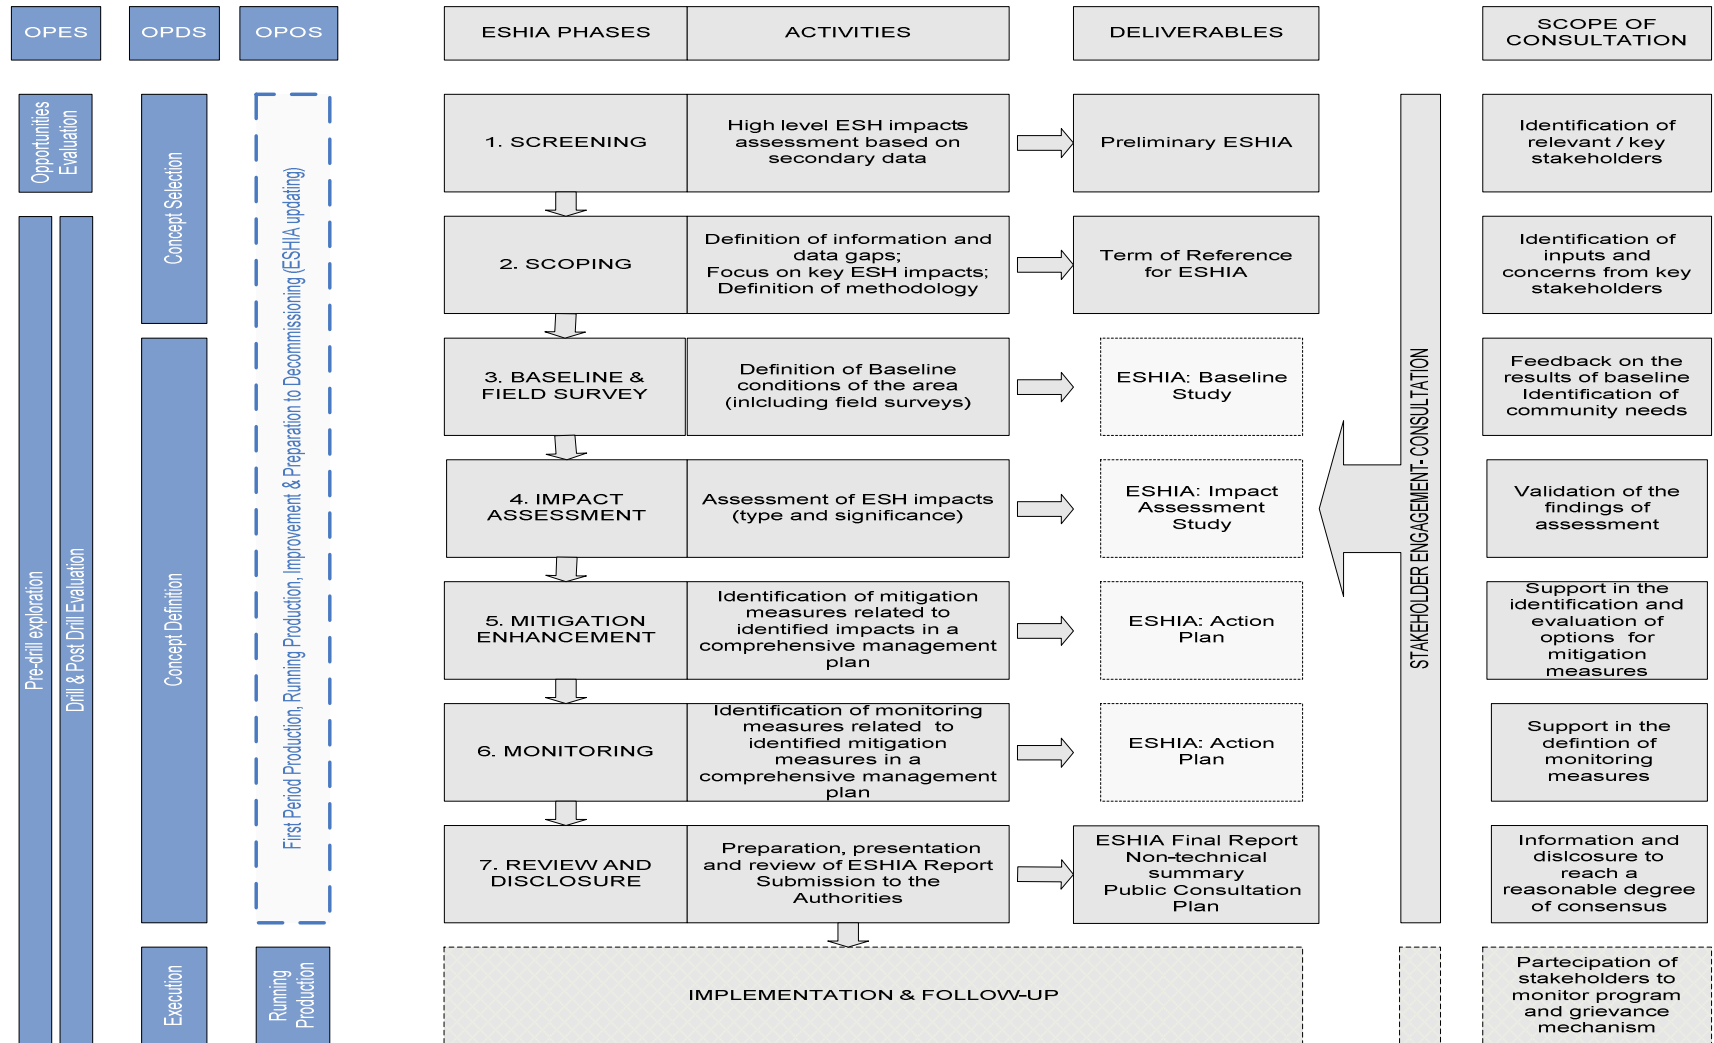 OPES
OPDS
OPOS
ESHIA PHASES
ACTIVITIES
DELIVERABLES
SCOPE OF
CONSULTATION
Opportunities
Evaluation
Pre-drill exploration
Drill & Post Drill Evaluation
Concept Selection
Concept Definition
Execution
First Period Production, Running Production, Improvement & Preparation to Decommissioning (ESHIA updating)
Running
Production
1. SCREENING
High level ESH impacts
assessment based on
secondary data
Preliminary ESHIA
Identification of
relevant / key
stakeholders
2. SCOPING
Definition of information and
data gaps;
Focus on key ESH impacts;
Definition of methodology
Term of Reference
for ESHIA
Identification of
inputs and
concerns from key
stakeholders
3. BASELINE &
FIELD SURVEY
Definition of Baseline
conditions of the area
(inlcluding field surveys)
ESHIA: Baseline
Study
Feedback on the
results of baseline
Identification of
community needs
4. IMPACT
ASSESSMENT
Assessment of ESH impacts
(type and significance)
ESHIA: Impact
Assessment
Study
Validation of the
findings of
assessment
5. MITIGATION
ENHANCEMENT
Identification of mitigation
measures related to
identified impacts in a
comprehensive management
plan
ESHIA: Action
Plan
Support in the
identification and
evaluation of
options for
mitigation
measures
6. MONITORING
Identification of monitoring
measures related to
identified mitigation
measures in a
comprehensive management
plan
ESHIA: Action
Plan
Support in the
defintion of
monitoring
measures
7. REVIEW AND
DISCLOSURE
Preparation, presentation
and review of ESHIA Report
Submission to the
Authorities
ESHIA Final Report
Non-technical
summary
Public Consultation
Plan
Information and
dislcosure to
reach a
reasonable degree
of consensus
STAKEHOLDER ENGAGEMENT- CONSULTATION
IMPLEMENTATION & FOLLOW-UP
Partecipation of
stakeholders to
monitor program
and grievance
mechanism